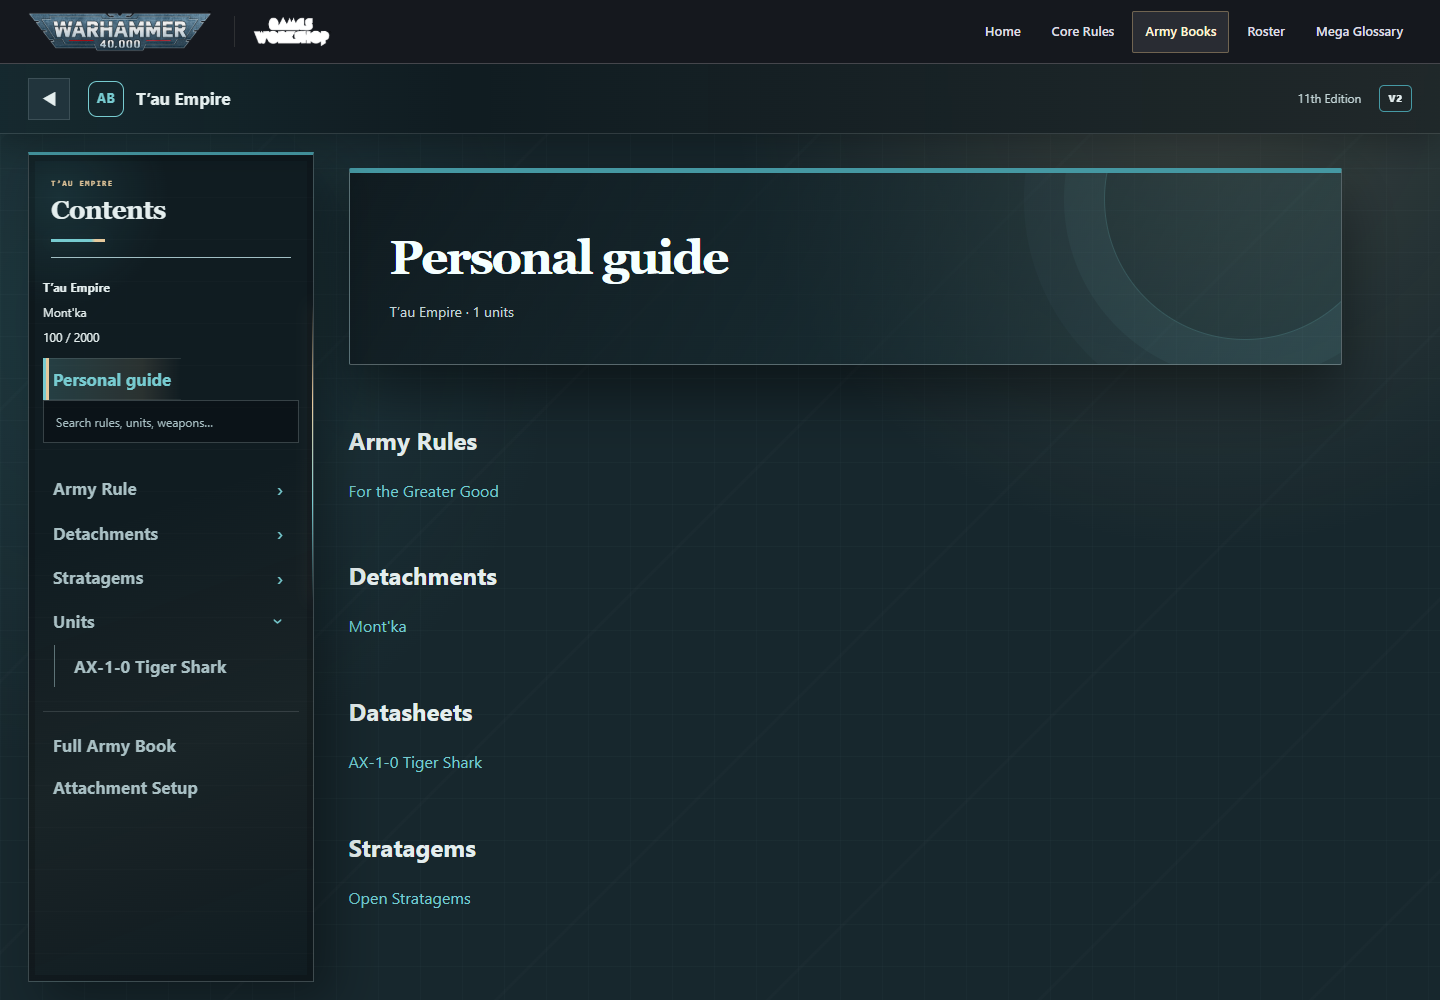 WARHAMMER
40,000
GAMES
WORKSHOP
Home
Core Rules
Army Books
Roster
Mega Glossary
◀
AB
T'au Empire
11th Edition
V2
T'AU EMPIRE
Contents
T'au Empire
Mont'ka
100 / 2000
Personal guide
Search rules, units, weapons...
Army Rule
Detachments
Stratagems
Units
AX-1-0 Tiger Shark
Full Army Book
Attachment Setup
Personal guide
T'au Empire · 1 units
Army Rules
For the Greater Good
Detachments
Mont'ka
Datasheets
AX-1-0 Tiger Shark
Stratagems
Open Stratagems